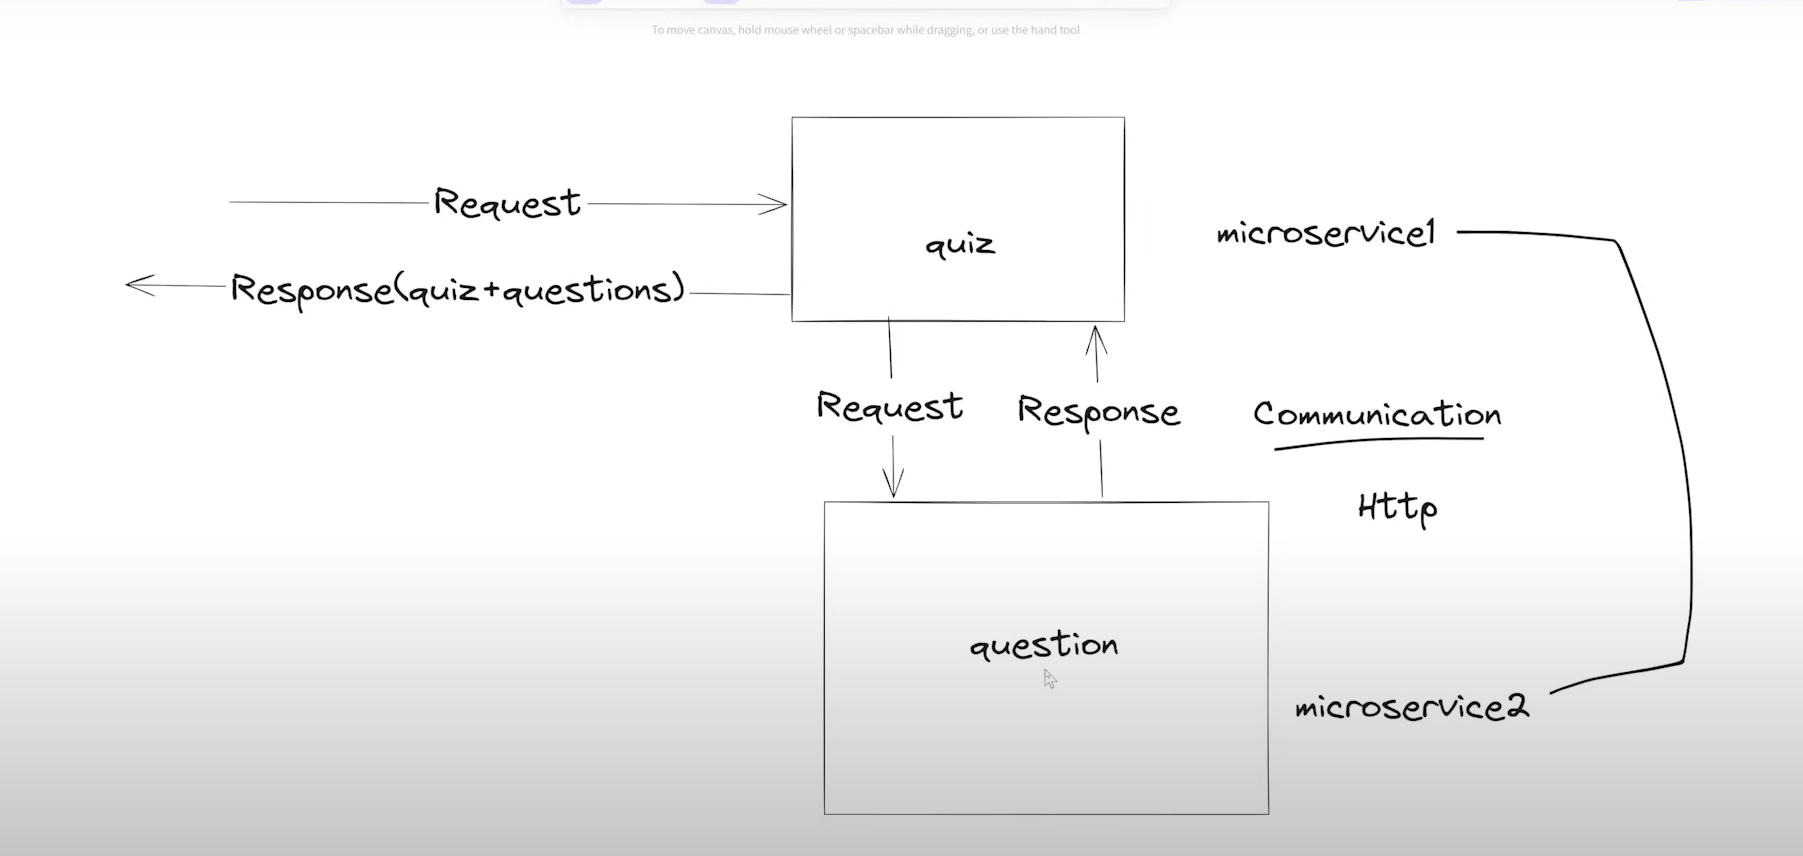 To move canvas, hold mouse wheel or spacebar while dragging, or use the hand tool
Request
quiz
microservice1
Response(quiz+questions)
Request
Response
Communication
Http
question
microservice2